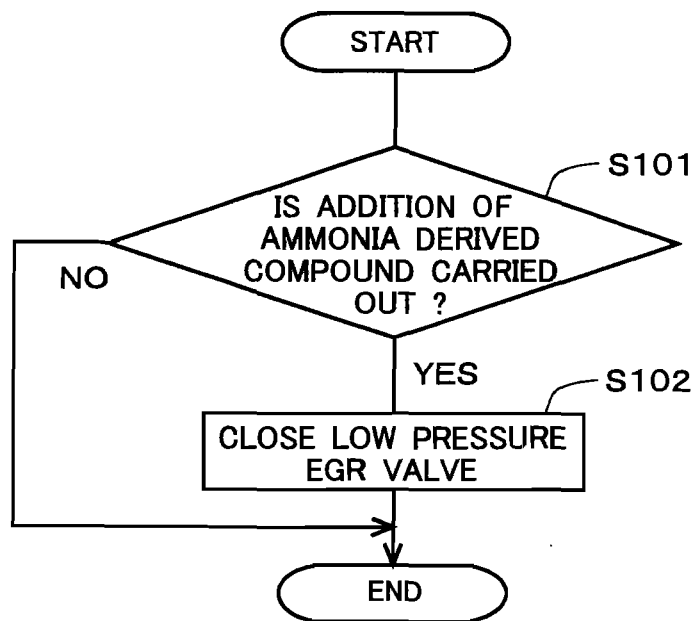 START
S101
IS ADDITION OF
AMMONIA DERIVED
COMPOUND CARRIED
OUT ?
NO
YES
S102
CLOSE LOW PRESSURE
EGR VALVE
END